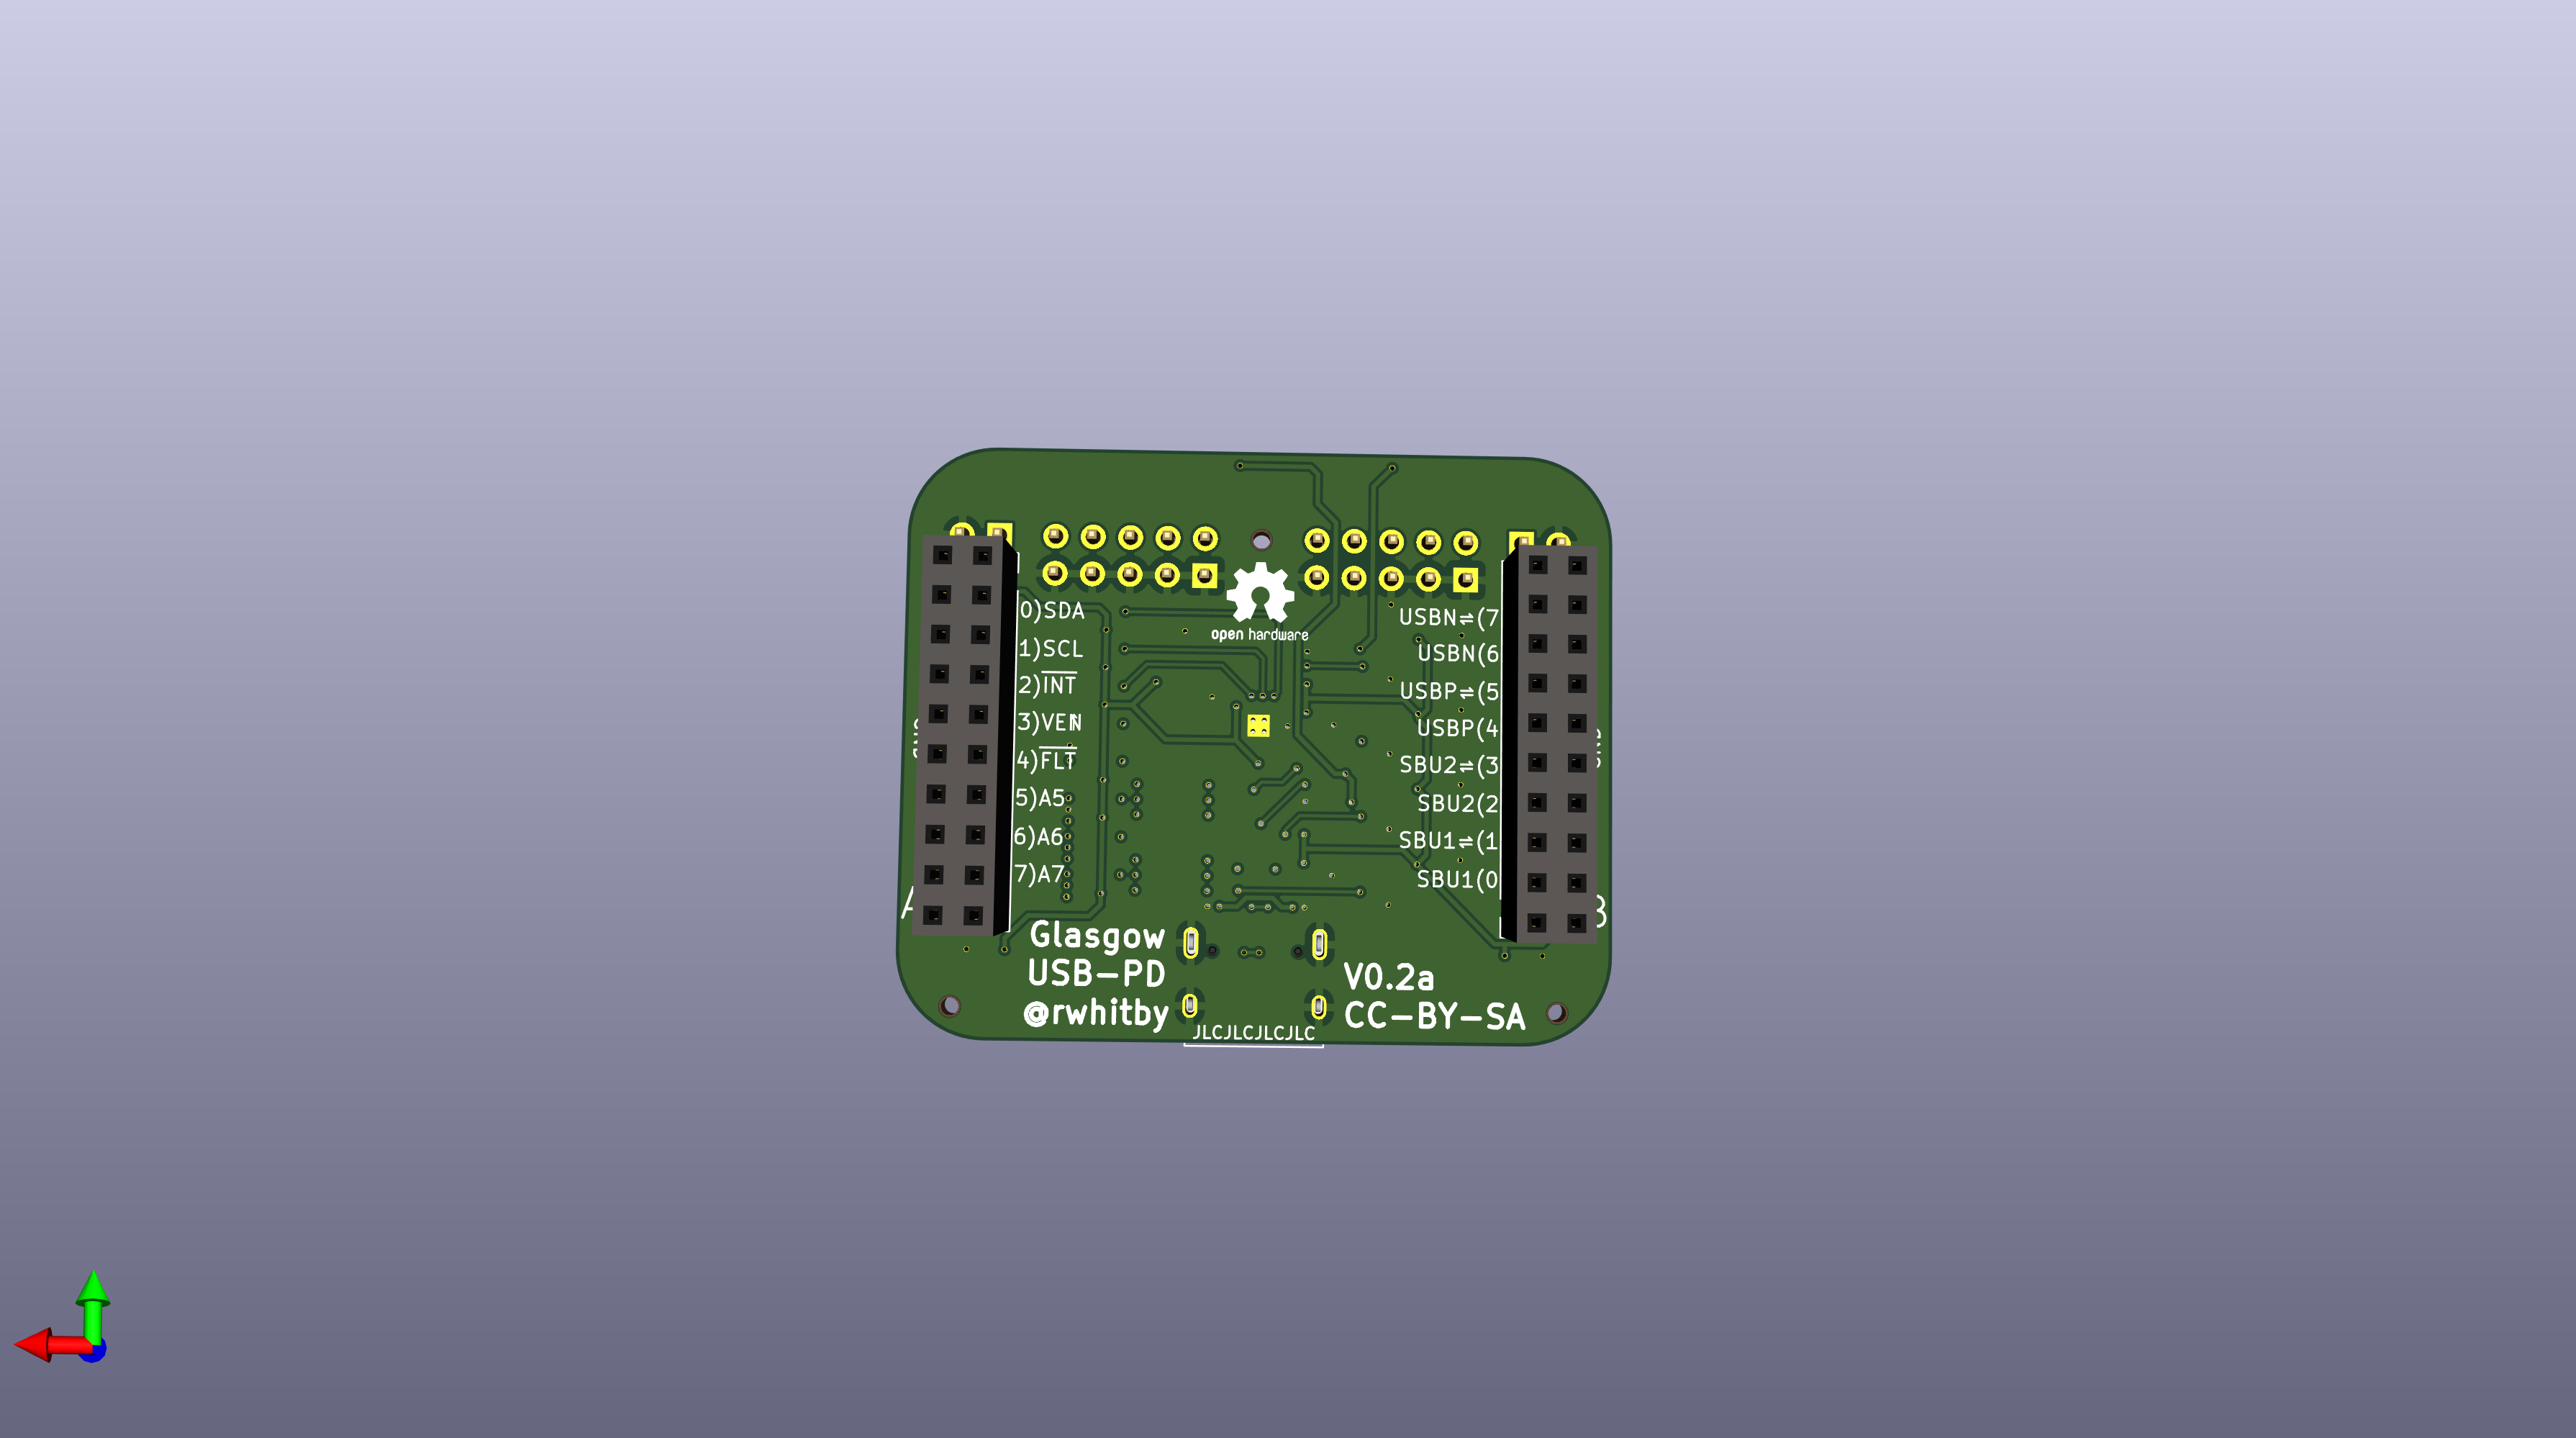 open hardware
0)SDA
1)SCL
2)INT
3)VEN
4)FLT
5)A5
6)A6
7)A7
USBN⇌(7
USBN(6
USBP⇌(5
USBP(4
SBU2⇌(3
SBU2(2
SBU1⇌(1
SBU1(0
Glasgow
USB-PD
@rwhitby
V0.2a
CC-BY-SA
JLCJLCJLCJLC